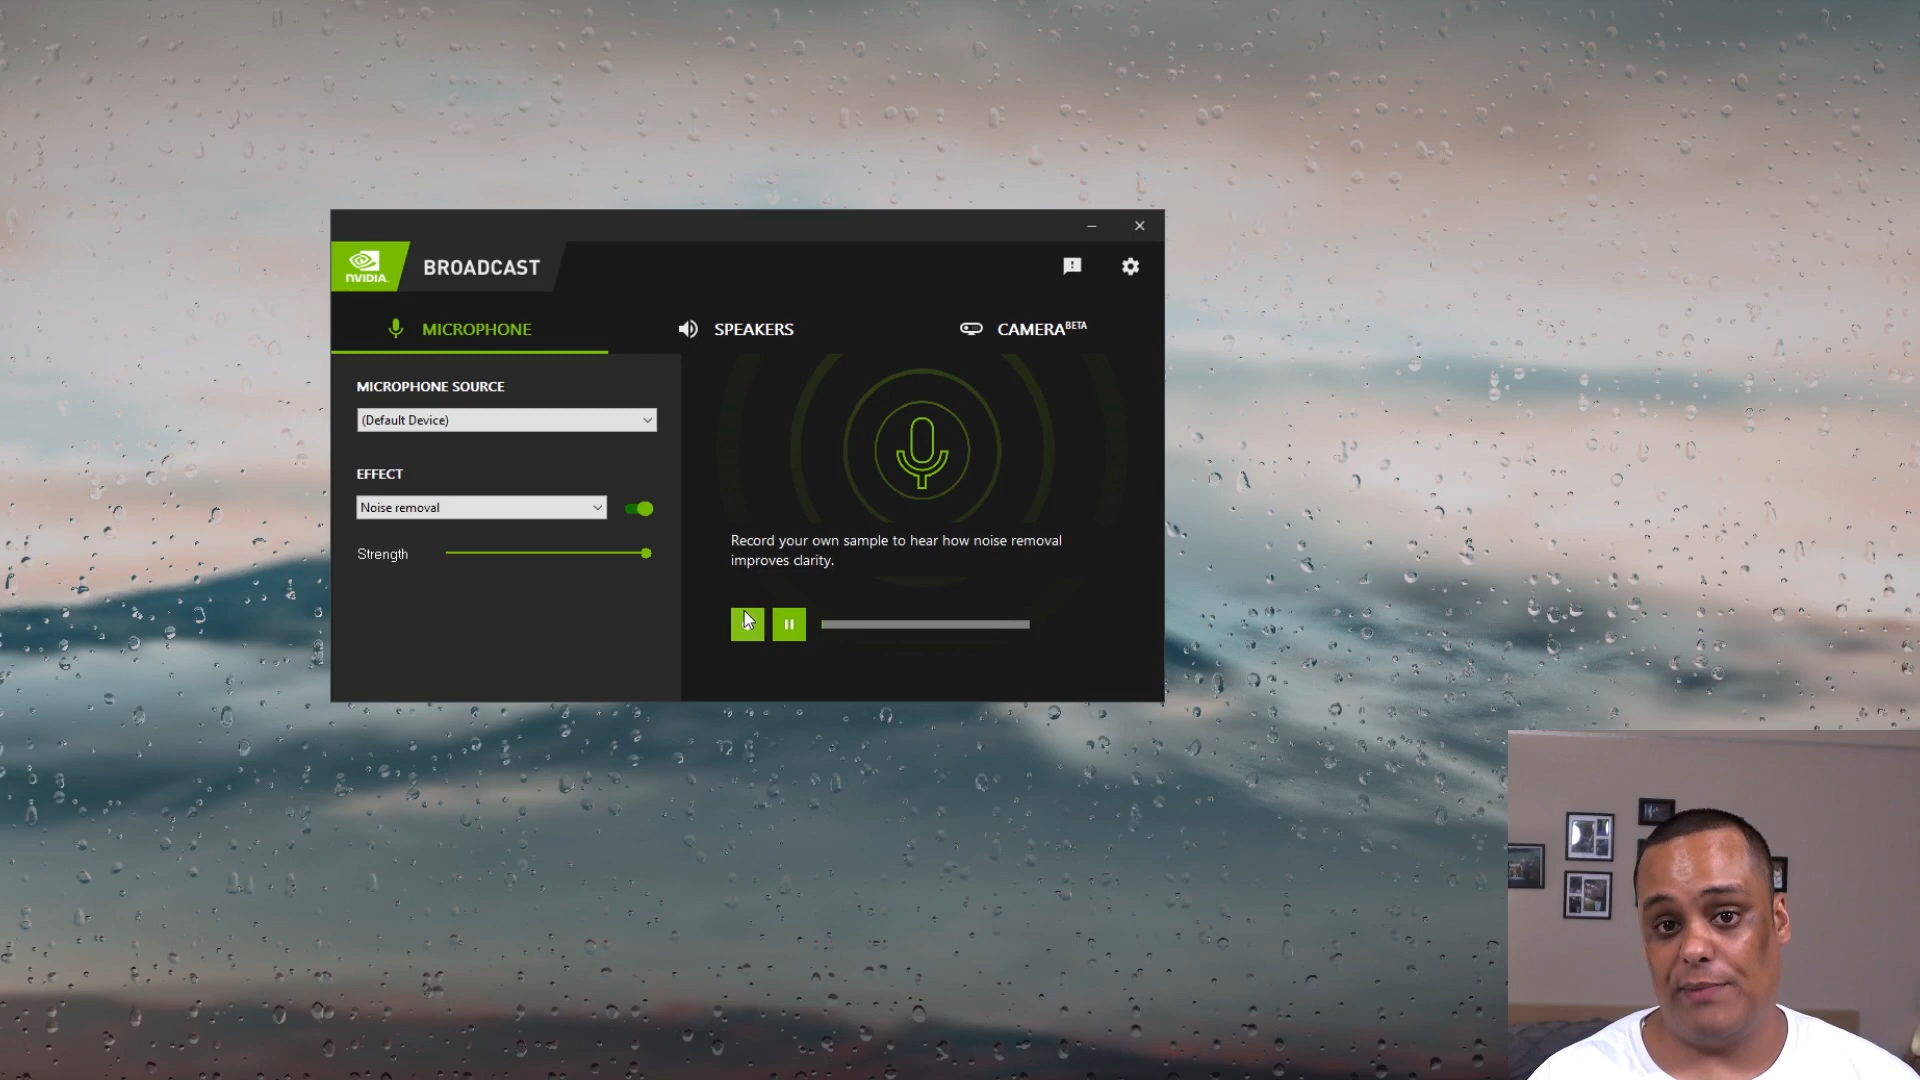 NVIDIA.
BROADCAST
MICROPHONE
SPEAKERS
CAMERA BETA
MICROPHONE SOURCE
(Default Device)
EFFECT
Noise removal
Strength
Record your own sample to hear how noise removal
improves clarity.